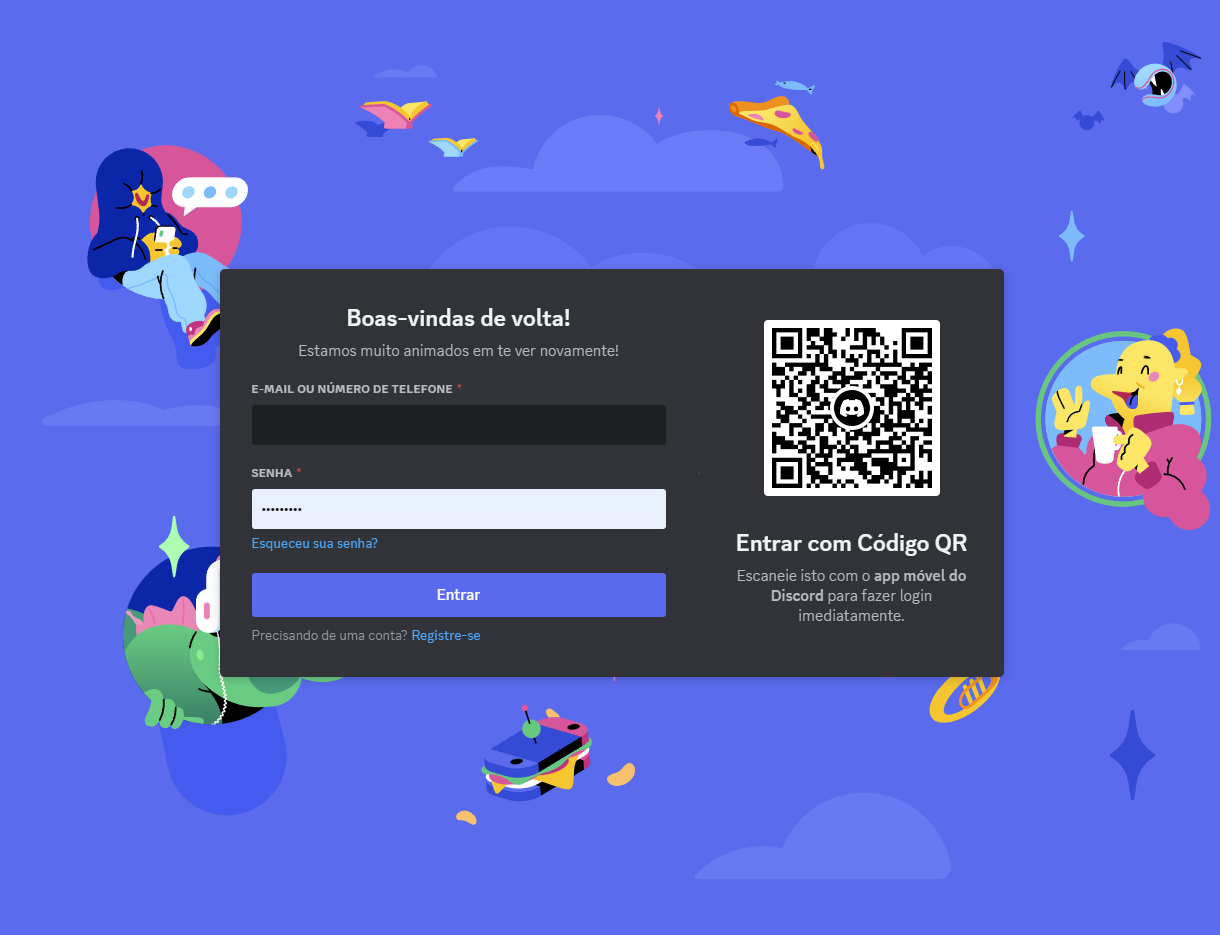 Boas-vindas de volta!
Estamos muito animados em te ver novamente!
E-MAIL OU NÚMERO DE TELEFONE *
SENHA *
•••••••••
Esqueceu sua senha?
Entrar
Precisando de uma conta? Registre-se
Entrar com Código QR
Escaneie isto com o app móvel do
Discord para fazer login
imediatamente.